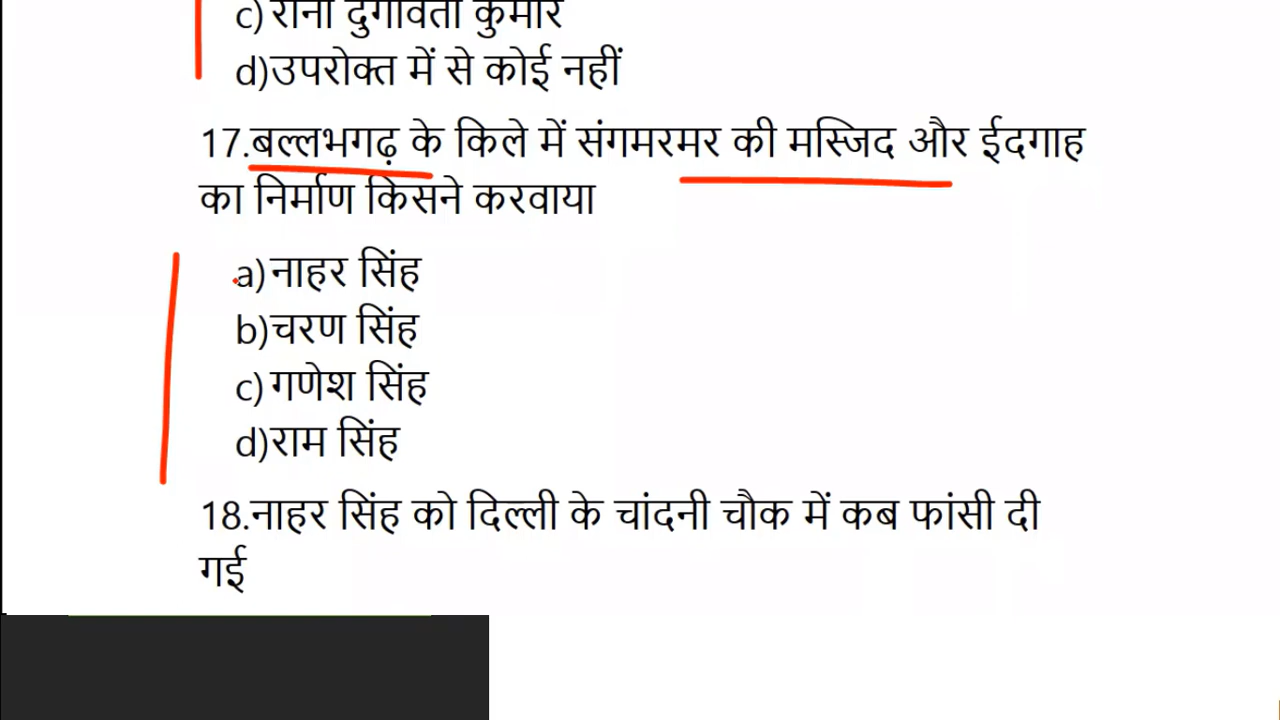 c) रानी दुर्गावती कुमारि
d)उपरोक्त में से कोई नहीं
17.बल्लभगढ़ के किले में संगमरमर की मस्जिद और ईदगाह
का निर्माण किसने करवाया
a)नाहर सिंह
b)चरण सिंह
c) गणेश सिंह
d)राम सिंह
18.नाहर सिंह को दिल्ली के चांदनी चौक में कब फांसी दी
गई